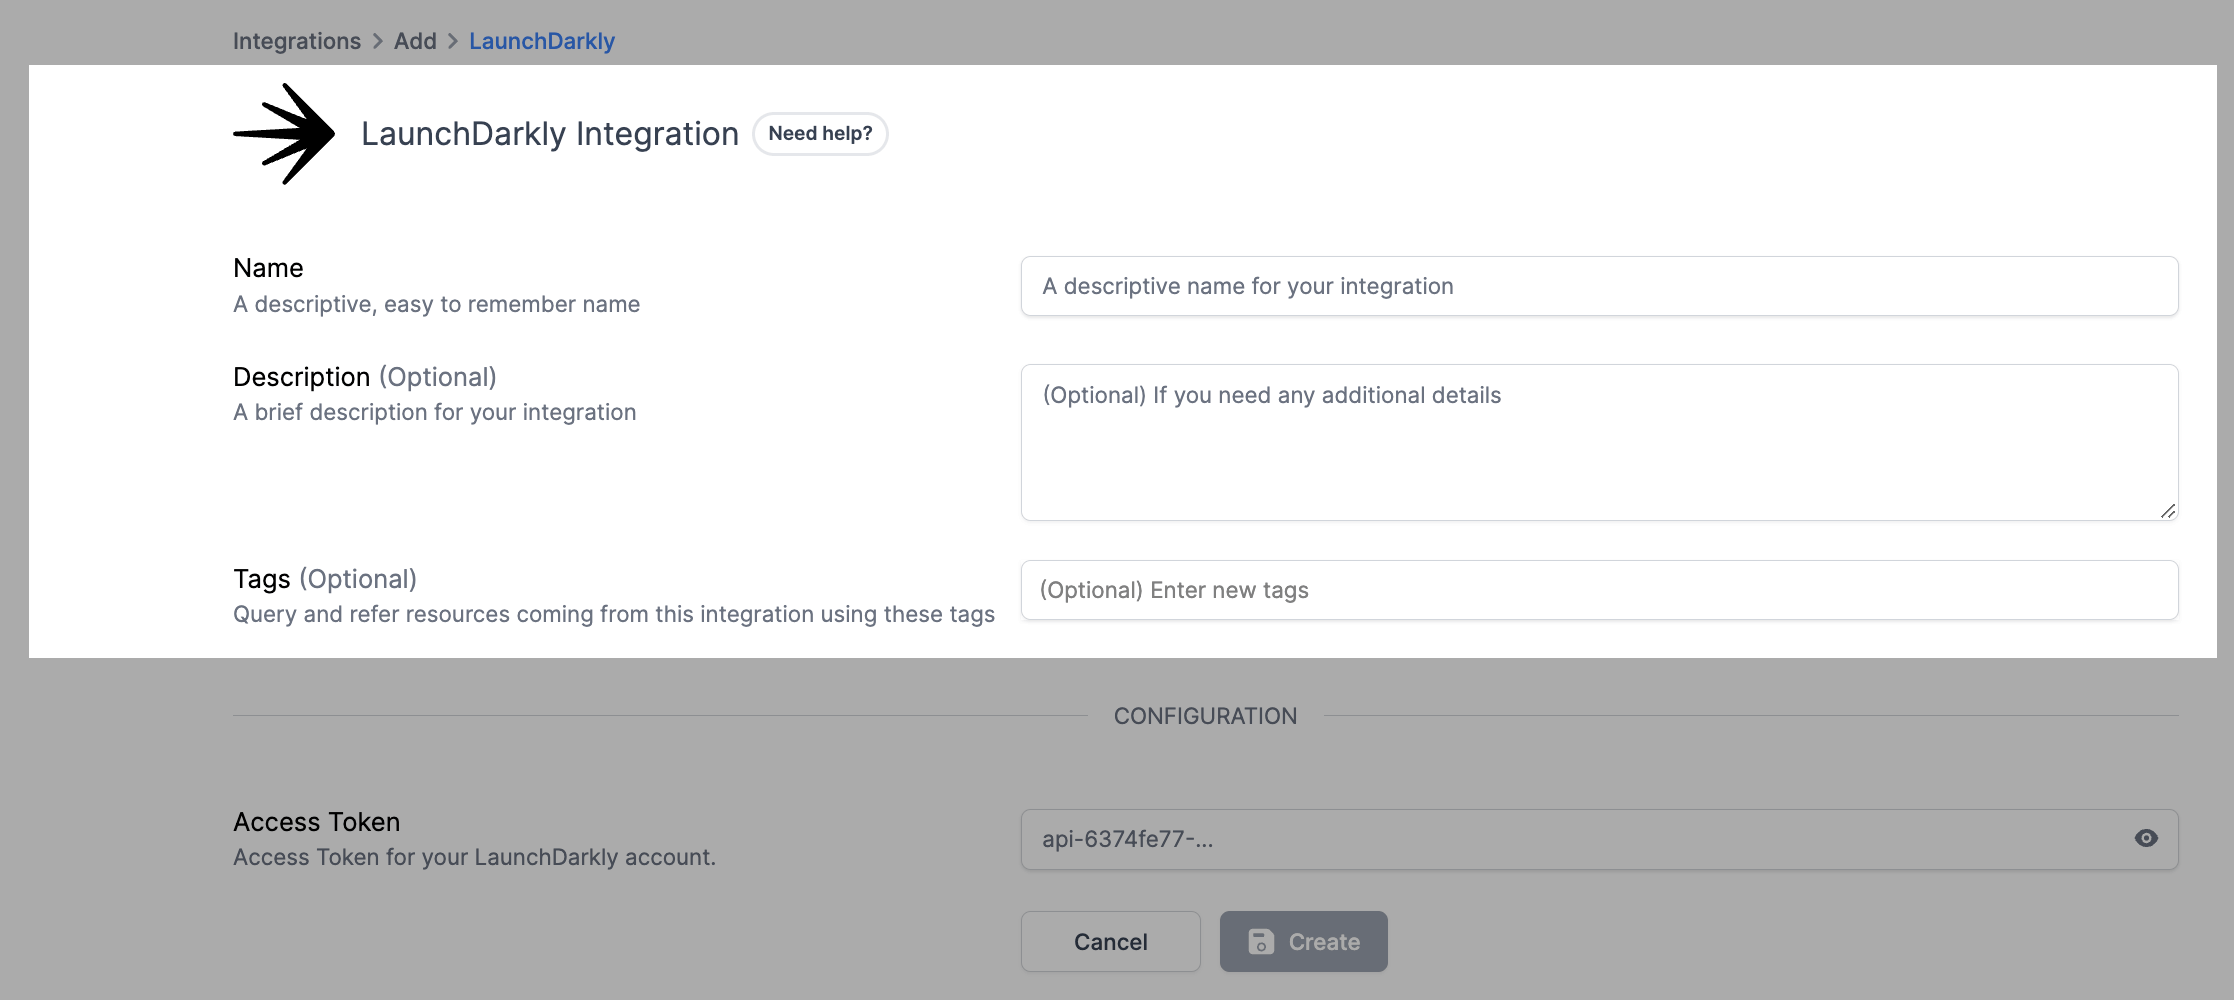 Integrations > Add > LaunchDarkly
LaunchDarkly Integration Need help?
Name
A descriptive, easy to remember name
A descriptive name for your integration
Description (Optional)
A brief description for your integration
(Optional) If you need any additional details
Tags (Optional)
Query and refer resources coming from this integration using these tags
(Optional) Enter new tags
CONFIGURATION
Access Token
Access Token for your LaunchDarkly account.
api-6374fe77-...
Cancel Create